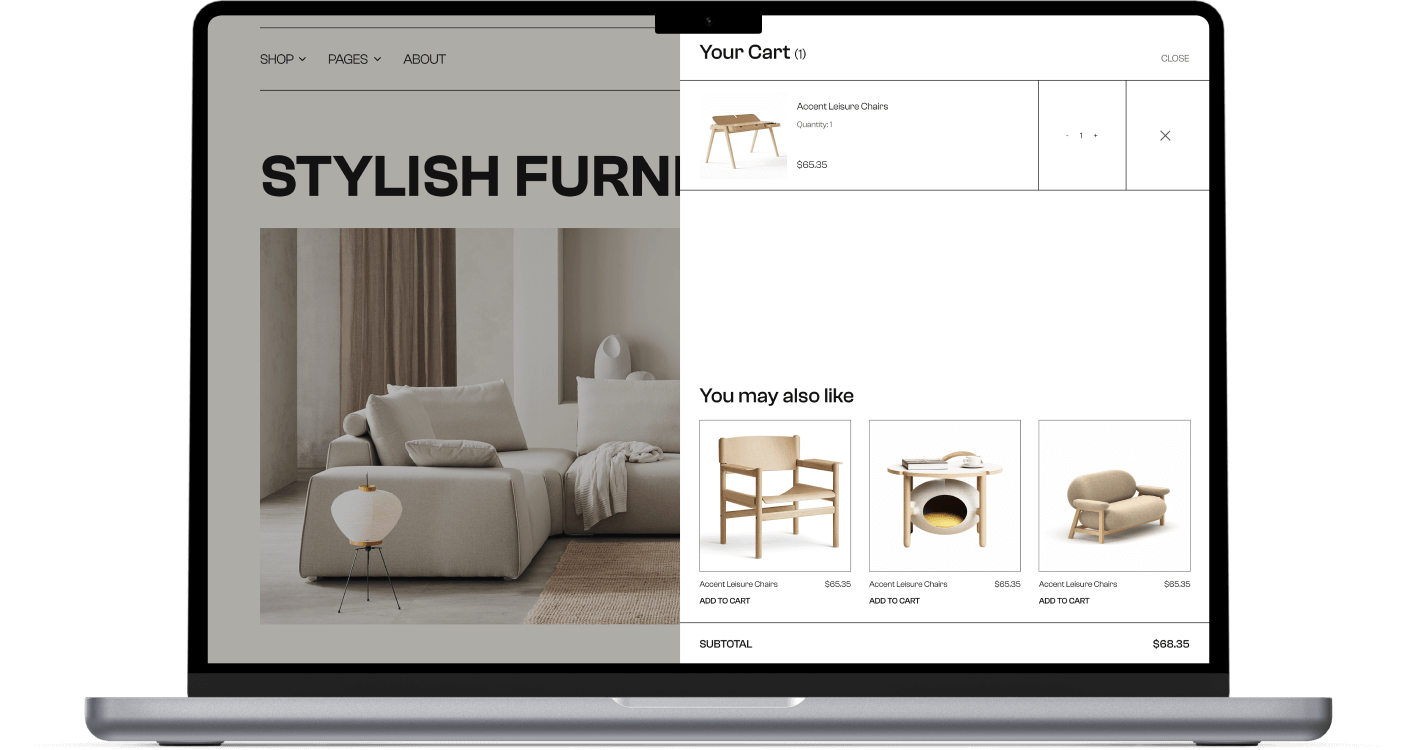 SHOP PAGES ABOUT
STYLISH FURNI
Your Cart (1)
CLOSE
Accent Leisure Chairs
Quantity: 1
$65.35
- 1 +
You may also like
Accent Leisure Chairs $65.35
ADD TO CART
Accent Leisure Chairs $65.35
ADD TO CART
Accent Leisure Chairs $65.35
ADD TO CART
SUBTOTAL $68.35